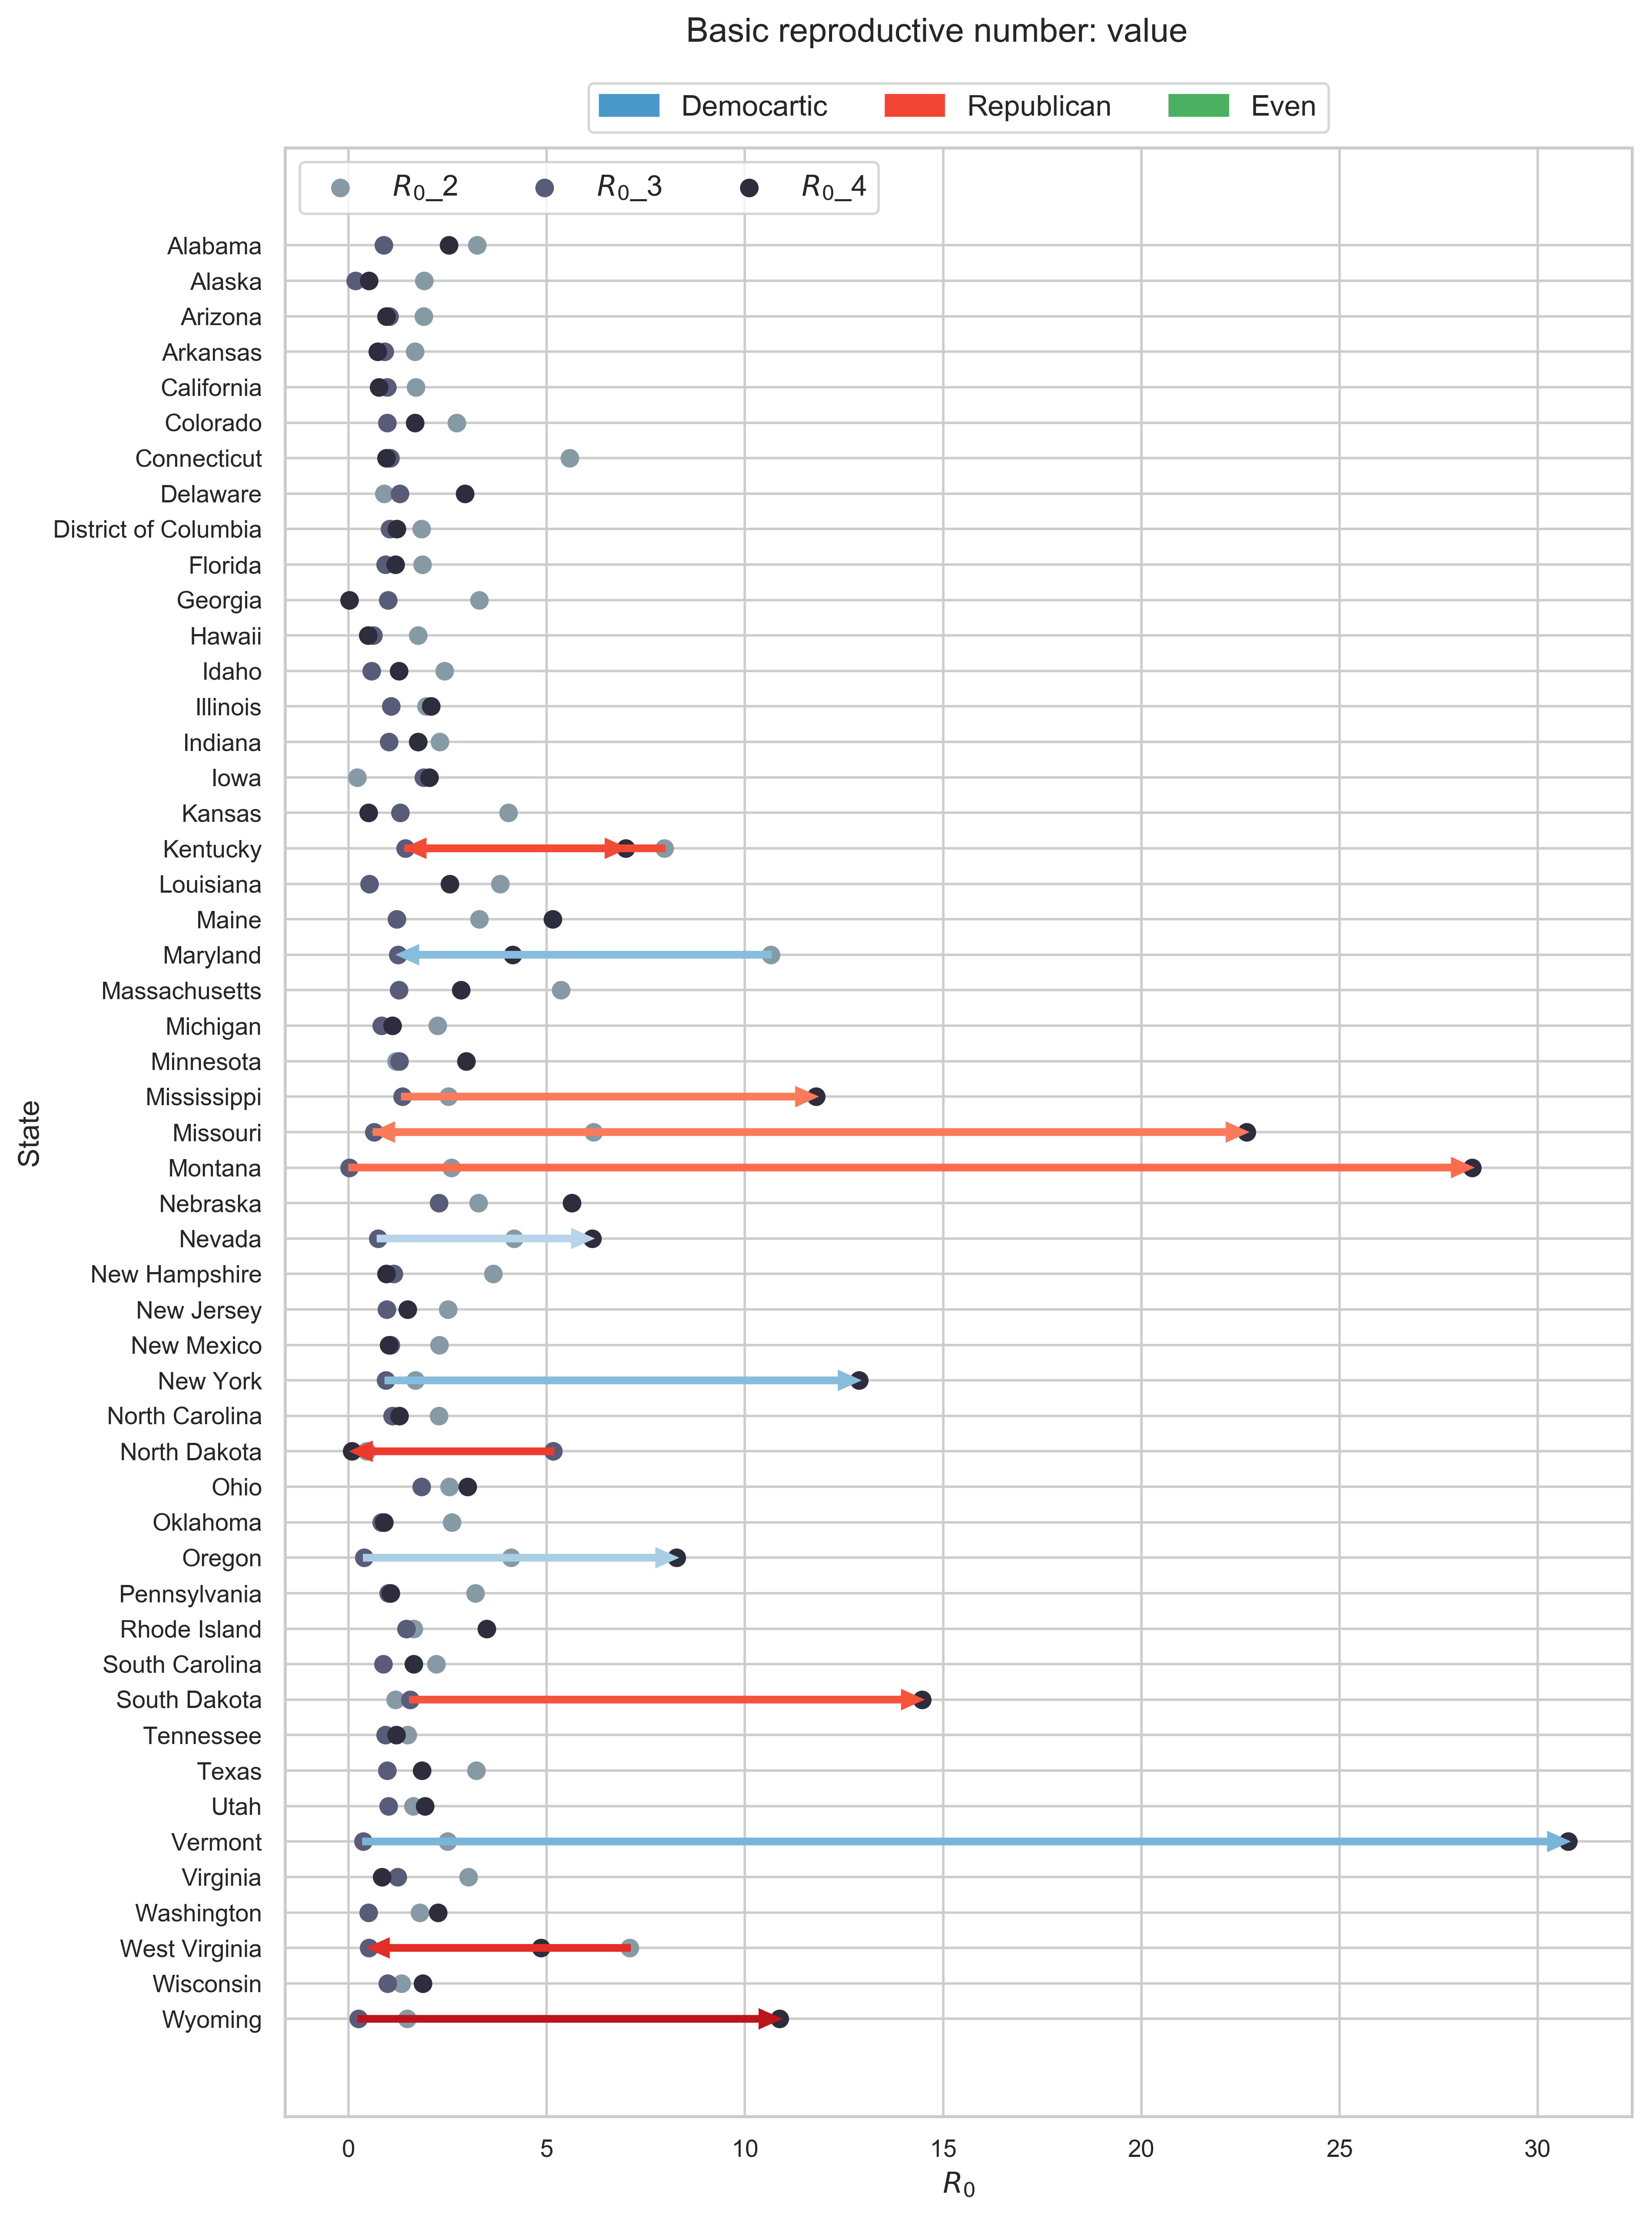 Basic reproductive number: value
Democartic Republican Even
R0_2 R0_3 R0_4
Alabama
Alaska
Arizona
Arkansas
California
Colorado
Connecticut
Delaware
District of Columbia
Florida
Georgia
Hawaii
Idaho
Illinois
Indiana
Iowa
Kansas
Kentucky
Louisiana
Maine
Maryland
Massachusetts
Michigan
Minnesota
Mississippi
Missouri
Montana
Nebraska
Nevada
New Hampshire
New Jersey
New Mexico
New York
North Carolina
North Dakota
Ohio
Oklahoma
Oregon
Pennsylvania
Rhode Island
South Carolina
South Dakota
Tennessee
Texas
Utah
Vermont
Virginia
Washington
West Virginia
Wisconsin
Wyoming
State
0 5 10 15 20 25 30
R0